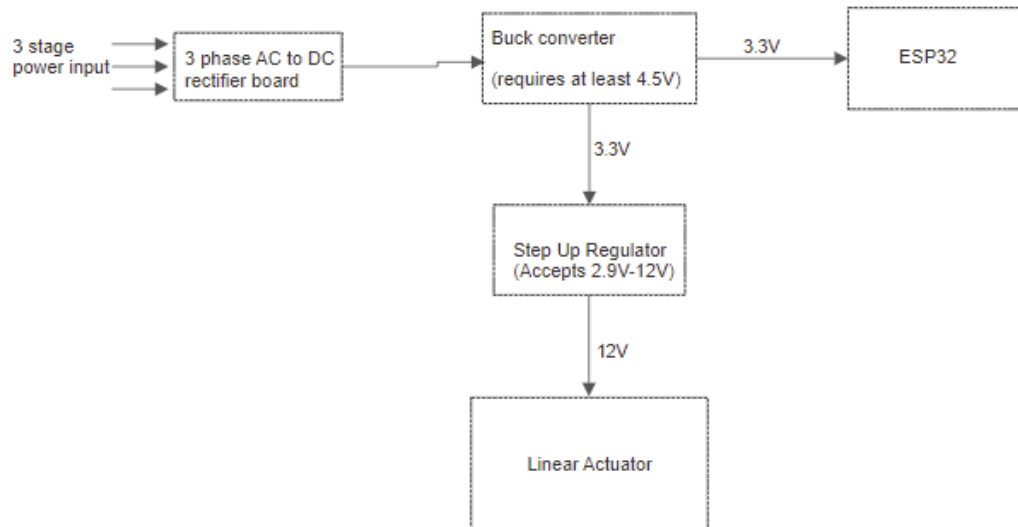 3 stage
power input
3 phase AC to DC
rectifier board
Buck converter
(requires at least 4.5V)
3.3V
ESP32
3.3V
Step Up Regulator
(Accepts 2.9V-12V)
12V
Linear Actuator